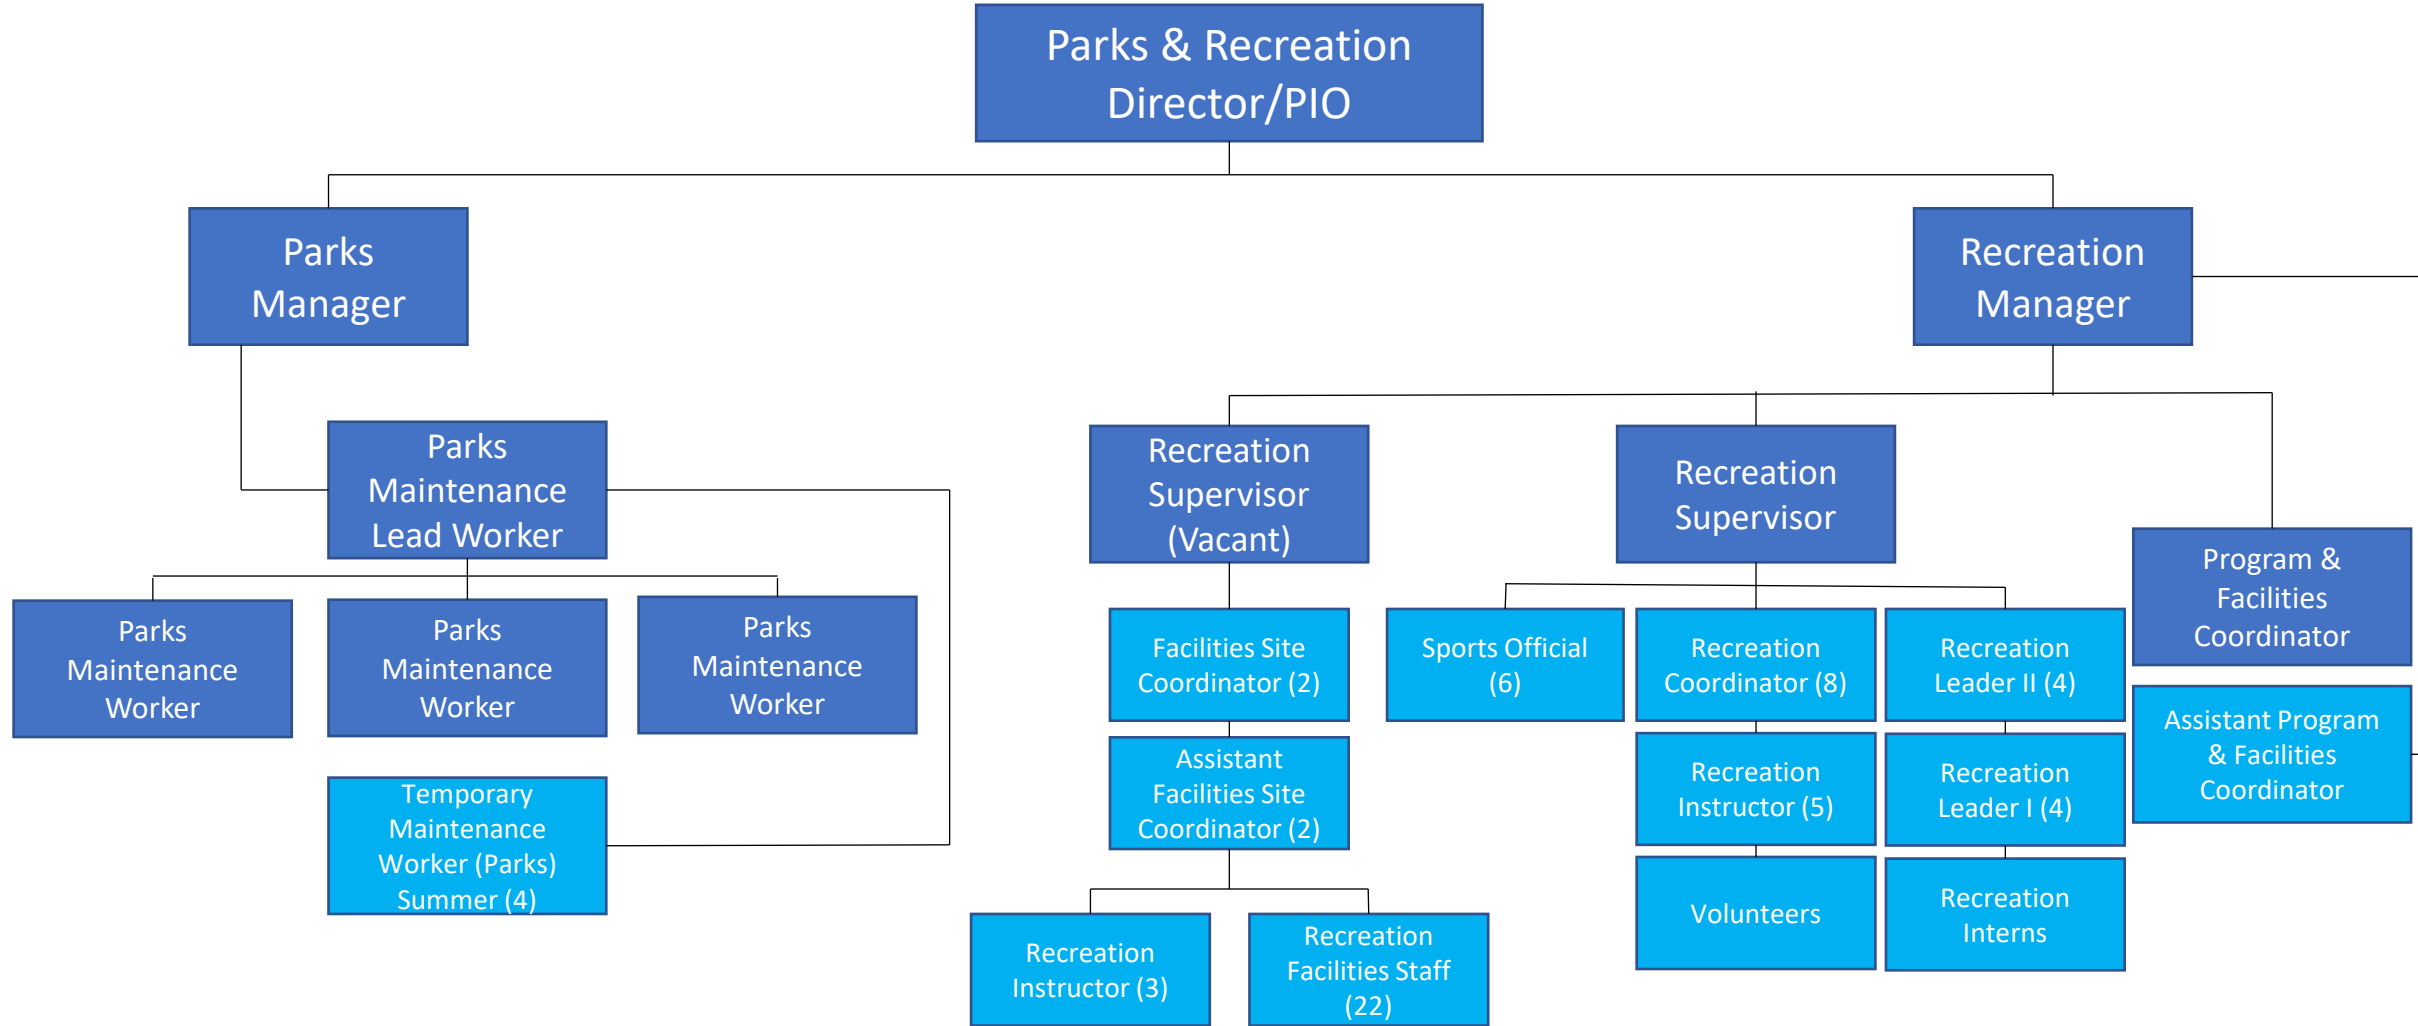 Parks & Recreation
Director/PIO
Parks
Manager
Recreation
Manager
Parks
Maintenance
Lead Worker
Recreation
Supervisor
(Vacant)
Recreation
Supervisor
Program &
Facilities
Coordinator
Parks
Maintenance
Worker
Parks
Maintenance
Worker
Parks
Maintenance
Worker
Temporary
Maintenance
Worker (Parks)
Summer (4)
Facilities Site
Coordinator (2)
Sports Official
(6)
Recreation
Coordinator (8)
Recreation
Leader II (4)
Assistant Program
& Facilities
Coordinator
Assistant
Facilities Site
Coordinator (2)
Recreation
Instructor (5)
Recreation
Leader I (4)
Recreation
Instructor (3)
Recreation
Facilities Staff
(22)
Volunteers
Recreation
Interns